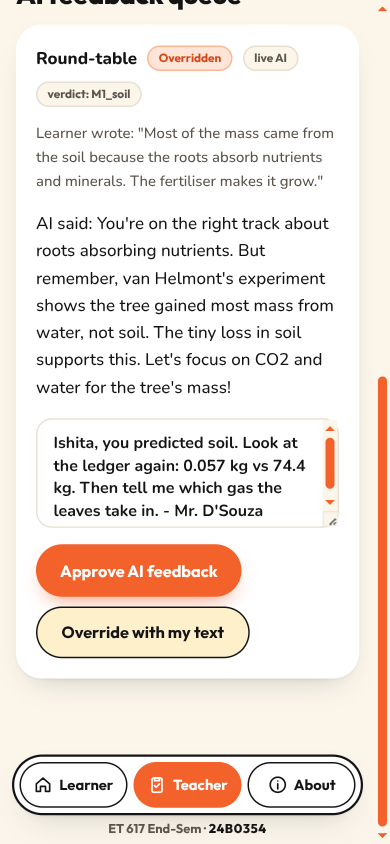 AI feedback queue
Round-table Overridden live AI
verdict: M1_soil
Learner wrote: "Most of the mass came from
the soil because the roots absorb nutrients
and minerals. The fertiliser makes it grow."
AI said: You're on the right track about
roots absorbing nutrients. But
remember, van Helmont's experiment
shows the tree gained most mass from
water, not soil. The tiny loss in soil
supports this. Let's focus on CO2 and
water for the tree's mass!
Ishita, you predicted soil. Look at
the ledger again: 0.057 kg vs 74.4
kg. Then tell me which gas the
leaves take in. - Mr. D'Souza
Approve AI feedback
Override with my text
Learner Teacher About
ET 617 End-Sem · 24B0354